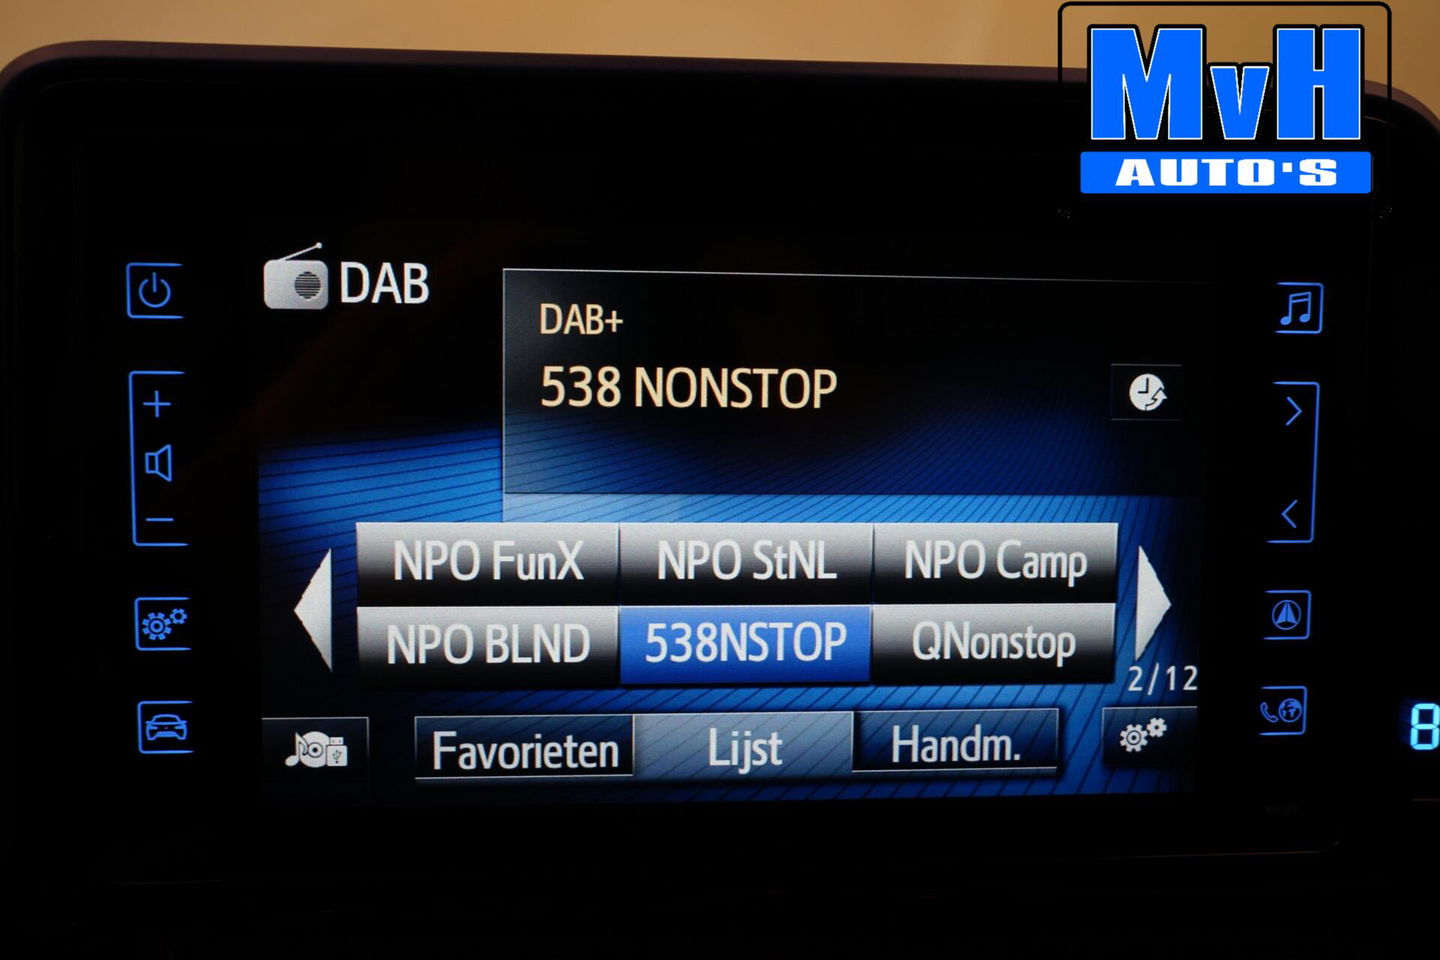 MvH
AUTO'S
DAB
DAB+
538 NONSTOP
NPO FunX NPO StNL NPO Camp
NPO BLND 538NSTOP QNonstop
2/12
Favorieten Lijst Handm.
8